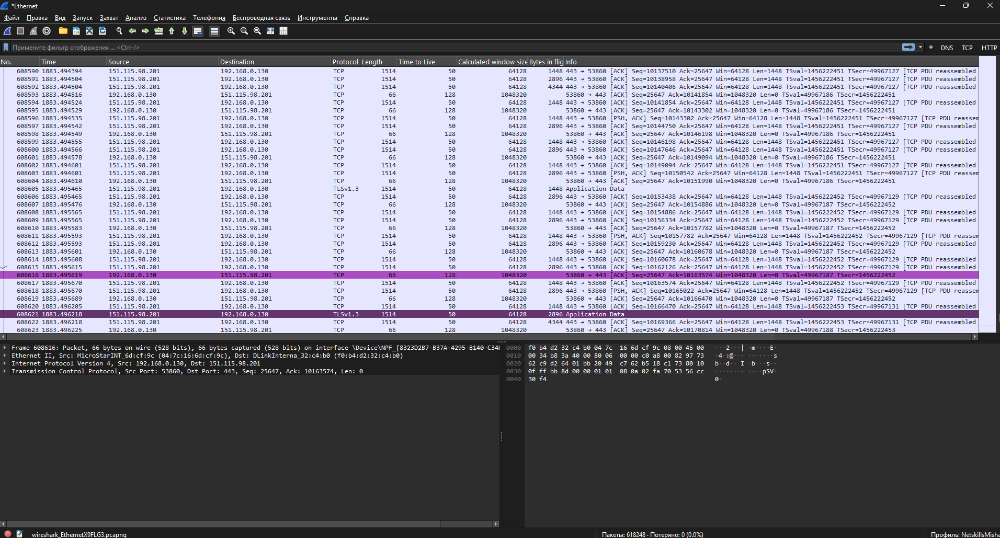 *Ethernet
Файл Правка Вид Запуск Захват Анализ Статистика Телефония Беспроводная связь Инструменты Справка
Примените фильтр отображения ... <Ctrl-/> + DNS TCP HTTP
No. Time Source Destination Protocol Length Time to Live Calculated window size Bytes in flig Info
608590 1883.494394 151.115.98.201 192.168.0.130 TCP 1514 50 64128 1448 443 → 53860 [ACK] Seq=10137510 Ack=25647 Win=64128 Len=1448 TSval=1456222451 TSecr=49967127 [TCP PDU reassembled
608591 1883.494504 151.115.98.201 192.168.0.130 TCP 1514 50 64128 2896 443 → 53860 [ACK] Seq=10138958 Ack=25647 Win=64128 Len=1448 TSval=1456222451 TSecr=49967127 [TCP PDU reassembled
608592 1883.494504 151.115.98.201 192.168.0.130 TCP 1514 50 64128 4344 443 → 53860 [ACK] Seq=10140406 Ack=25647 Win=64128 Len=1448 TSval=1456222451 TSecr=49967127 [TCP PDU reassembled
608593 1883.494516 192.168.0.130 151.115.98.201 TCP 66 128 1048320 53860 → 443 [ACK] Seq=25647 Ack=10141854 Win=1048320 Len=0 TSval=49967186 TSecr=1456222451
608594 1883.494524 151.115.98.201 192.168.0.130 TCP 1514 50 64128 1448 443 → 53860 [ACK] Seq=10141854 Ack=25647 Win=64128 Len=1448 TSval=1456222451 TSecr=49967127 [TCP PDU reassembled
608595 1883.494529 192.168.0.130 151.115.98.201 TCP 66 128 1048320 53860 → 443 [ACK] Seq=25647 Ack=10143302 Win=1048320 Len=0 TSval=49967186 TSecr=1456222451
608596 1883.494535 151.115.98.201 192.168.0.130 TCP 1514 50 64128 1448 443 → 53860 [PSH, ACK] Seq=10143302 Ack=25647 Win=64128 Len=1448 TSval=1456222451 TSecr=49967127 [TCP PDU reassem
608597 1883.494542 151.115.98.201 192.168.0.130 TCP 1514 50 64128 2896 443 → 53860 [ACK] Seq=10144750 Ack=25647 Win=64128 Len=1448 TSval=1456222451 TSecr=49967127 [TCP PDU reassembled
608598 1883.494549 192.168.0.130 151.115.98.201 TCP 66 128 1048320 53860 → 443 [ACK] Seq=25647 Ack=10146198 Win=1048320 Len=0 TSval=49967186 TSecr=1456222451
608599 1883.494555 151.115.98.201 192.168.0.130 TCP 1514 50 64128 1448 443 → 53860 [ACK] Seq=10146198 Ack=25647 Win=64128 Len=1448 TSval=1456222451 TSecr=49967127 [TCP PDU reassembled
608600 1883.494566 151.115.98.201 192.168.0.130 TCP 1514 50 64128 2896 443 → 53860 [ACK] Seq=10147646 Ack=25647 Win=64128 Len=1448 TSval=1456222451 TSecr=49967127 [TCP PDU reassembled
608601 1883.494578 192.168.0.130 151.115.98.201 TCP 66 128 1048320 53860 → 443 [ACK] Seq=25647 Ack=10149094 Win=1048320 Len=0 TSval=49967186 TSecr=1456222451
608602 1883.494601 151.115.98.201 192.168.0.130 TCP 1514 50 64128 1448 443 → 53860 [ACK] Seq=10149094 Ack=25647 Win=64128 Len=1448 TSval=1456222451 TSecr=49967127 [TCP PDU reassembled
608603 1883.494601 151.115.98.201 192.168.0.130 TCP 1514 50 64128 2896 443 → 53860 [PSH, ACK] Seq=10150542 Ack=25647 Win=64128 Len=1448 TSval=1456222451 TSecr=49967127 [TCP PDU reassem
608604 1883.494610 192.168.0.130 151.115.98.201 TCP 66 128 1048320 53860 → 443 [ACK] Seq=25647 Ack=10151990 Win=1048320 Len=0 TSval=49967186 TSecr=1456222451
608605 1883.495465 151.115.98.201 192.168.0.130 TLSv1.3 1514 50 64128 1448 Application Data
608606 1883.495465 151.115.98.201 192.168.0.130 TCP 1514 50 64128 2896 443 → 53860 [ACK] Seq=10153438 Ack=25647 Win=64128 Len=1448 TSval=1456222452 TSecr=49967129 [TCP PDU reassembled
608607 1883.495476 192.168.0.130 151.115.98.201 TCP 66 128 1048320 53860 → 443 [ACK] Seq=25647 Ack=10154886 Win=1048320 Len=0 TSval=49967187 TSecr=1456222452
608608 1883.495565 151.115.98.201 192.168.0.130 TCP 1514 50 64128 1448 443 → 53860 [ACK] Seq=10154886 Ack=25647 Win=64128 Len=1448 TSval=1456222452 TSecr=49967129 [TCP PDU reassembled
608609 1883.495565 151.115.98.201 192.168.0.130 TCP 1514 50 64128 2896 443 → 53860 [ACK] Seq=10156334 Ack=25647 Win=64128 Len=1448 TSval=1456222452 TSecr=49967129 [TCP PDU reassembled
608610 1883.495583 192.168.0.130 151.115.98.201 TCP 66 128 1048320 53860 → 443 [ACK] Seq=25647 Ack=10157782 Win=1048320 Len=0 TSval=49967187 TSecr=1456222452
608611 1883.495593 151.115.98.201 192.168.0.130 TCP 1514 50 64128 1448 443 → 53860 [PSH, ACK] Seq=10157782 Ack=25647 Win=64128 Len=1448 TSval=1456222452 TSecr=49967129 [TCP PDU reassem
608612 1883.495593 151.115.98.201 192.168.0.130 TCP 1514 50 64128 2896 443 → 53860 [ACK] Seq=10159230 Ack=25647 Win=64128 Len=1448 TSval=1456222452 TSecr=49967129 [TCP PDU reassembled
608613 1883.495601 192.168.0.130 151.115.98.201 TCP 66 128 1048320 53860 → 443 [ACK] Seq=25647 Ack=10160678 Win=1048320 Len=0 TSval=49967187 TSecr=1456222452
608614 1883.495608 151.115.98.201 192.168.0.130 TCP 1514 50 64128 1448 443 → 53860 [ACK] Seq=10160678 Ack=25647 Win=64128 Len=1448 TSval=1456222452 TSecr=49967129 [TCP PDU reassembled
608615 1883.495615 151.115.98.201 192.168.0.130 TCP 1514 50 64128 2896 443 → 53860 [ACK] Seq=10162126 Ack=25647 Win=64128 Len=1448 TSval=1456222452 TSecr=49967129 [TCP PDU reassembled
608616 1883.495619 192.168.0.130 151.115.98.201 TCP 66 128 1048320 53860 → 443 [ACK] Seq=25647 Ack=10163574 Win=1048320 Len=0 TSval=49967187 TSecr=1456222452
608617 1883.495670 151.115.98.201 192.168.0.130 TCP 1514 50 64128 1448 443 → 53860 [ACK] Seq=10163574 Ack=25647 Win=64128 Len=1448 TSval=1456222452 TSecr=49967129 [TCP PDU reassembled
608618 1883.495670 151.115.98.201 192.168.0.130 TCP 1514 50 64128 2896 443 → 53860 [PSH, ACK] Seq=10165022 Ack=25647 Win=64128 Len=1448 TSval=1456222452 TSecr=49967129 [TCP PDU reassem
608619 1883.495689 192.168.0.130 151.115.98.201 TCP 66 128 1048320 53860 → 443 [ACK] Seq=25647 Ack=10166470 Win=1048320 Len=0 TSval=49967187 TSecr=1456222452
608620 1883.496205 151.115.98.201 192.168.0.130 TCP 1514 50 64128 1448 443 → 53860 [ACK] Seq=10166470 Ack=25647 Win=64128 Len=1448 TSval=1456222453 TSecr=49967131 [TCP PDU reassembled
608621 1883.496218 151.115.98.201 192.168.0.130 TLSv1.3 1514 50 64128 2896 Application Data
608622 1883.496218 151.115.98.201 192.168.0.130 TCP 1514 50 64128 4344 443 → 53860 [ACK] Seq=10169366 Ack=25647 Win=64128 Len=1448 TSval=1456222453 TSecr=49967131 [TCP PDU reassembled
608623 1883.496225 192.168.0.130 151.115.98.201 TCP 66 128 1048320 53860 → 443 [ACK] Seq=25647 Ack=10170814 Win=1048320 Len=0 TSval=49967188 TSecr=1456222453
Frame 608616: Packet, 66 bytes on wire (528 bits), 66 bytes captured (528 bits) on interface \Device\NPF_{8323D2B7-B37A-4295-B140-C34
Ethernet II, Src: MicroStarINT_6d:cf:9c (04:7c:16:6d:cf:9c), Dst: DLinkInterna_32:c4:b0 (f0:b4:d2:32:c4:b0)
Internet Protocol Version 4, Src: 192.168.0.130, Dst: 151.115.98.201
Transmission Control Protocol, Src Port: 53860, Dst Port: 443, Seq: 25647, Ack: 10163574, Len: 0
0000 f0 b4 d2 32 c4 b0 04 7c 16 6d cf 9c 08 00 45 00 ···2···| ·m····E·
0010 00 34 b8 3a 40 00 80 06 00 00 c0 a8 00 82 97 73 ·4·:@··· ·······s
0020 62 c9 d2 64 01 bb 20 49 c7 62 b5 18 c1 73 80 10 b··d·· I ·b···s··
0030 0f ff bb 8d 00 00 01 01 08 0a 02 fa 70 53 56 cc ········ ····pSV·
0040 30 f4 0·
wireshark_EthernetX9FLG3.pcapng Пакеты: 618248 · Потеряно: 0 (0.0%) Профиль: NetskillsMisha